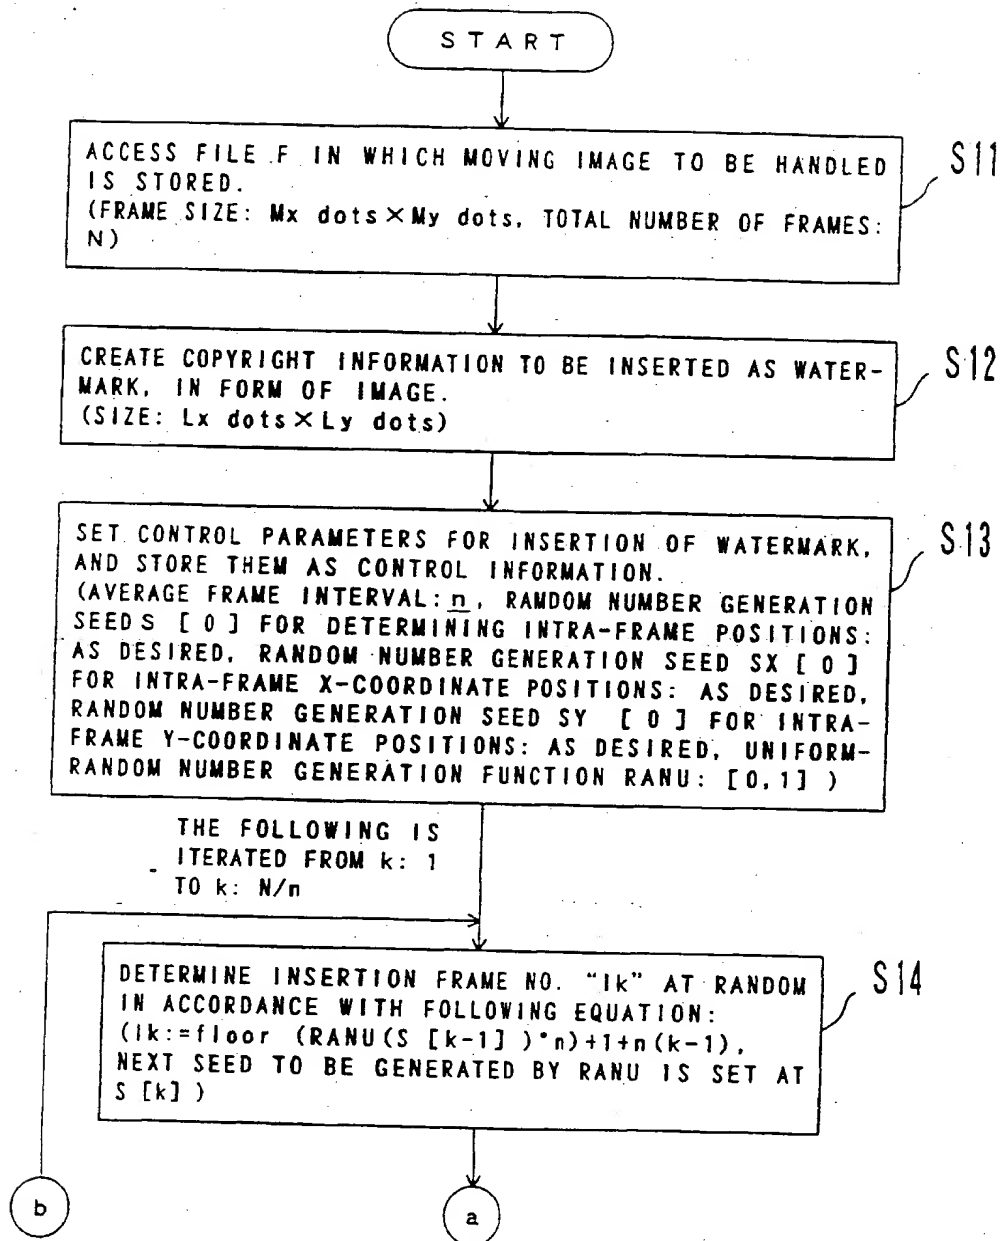 START
ACCESS FILE F IN WHICH MOVING IMAGE TO BE HANDLED
IS STORED.
(FRAME SIZE: Mx dots×My dots, TOTAL NUMBER OF FRAMES:
N)
S11
CREATE COPYRIGHT INFORMATION TO BE INSERTED AS WATER-
MARK, IN FORM OF IMAGE.
(SIZE: Lx dots×Ly dots)
S12
SET CONTROL PARAMETERS FOR INSERTION OF WATERMARK,
AND STORE THEM AS CONTROL INFORMATION.
(AVERAGE FRAME INTERVAL: n, RAMDOM NUMBER GENERATION
SEED S [0] FOR DETERMINING INTRA-FRAME POSITIONS:
AS DESIRED, RANDOM NUMBER GENERATION SEED SX [0]
FOR INTRA-FRAME X-COORDINATE POSITIONS: AS DESIRED,
RANDOM NUMBER GENERATION SEED SY [0] FOR INTRA-
FRAME Y-COORDINATE POSITIONS: AS DESIRED, UNIFORM-
RANDOM NUMBER GENERATION FUNCTION RANU: [0,1] )
S13
THE FOLLOWING IS
ITERATED FROM k: 1
TO k: N/n
DETERMINE INSERTION FRAME NO. "Ik" AT RANDOM
IN ACCORDANCE WITH FOLLOWING EQUATION:
(Ik:=floor (RANU(S [k-1] )*n)+1+n(k-1),
NEXT SEED TO BE GENERATED BY RANU IS SET AT
S [k] )
S14
b
a